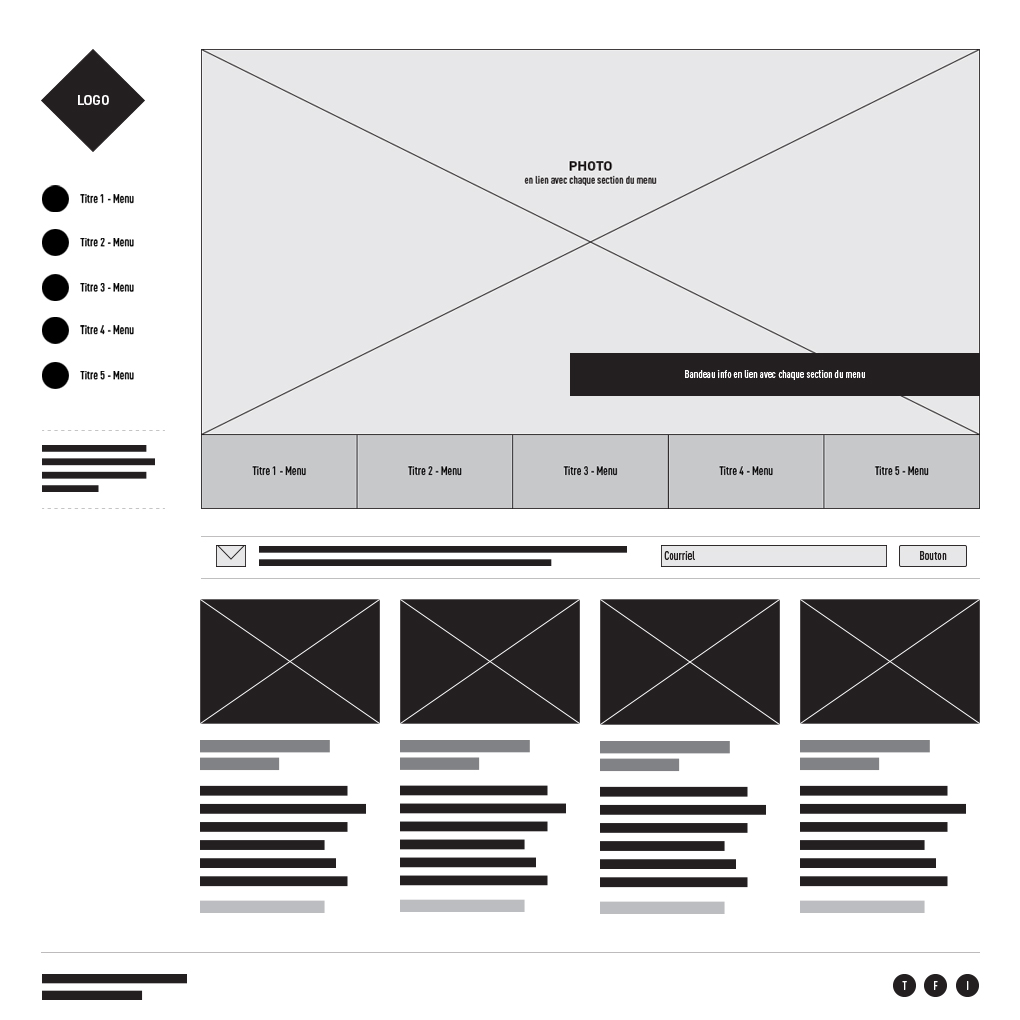 LOGO
Titre 1 - Menu
Titre 2 - Menu
Titre 3 - Menu
Titre 4 - Menu
Titre 5 - Menu
PHOTO
en lien avec chaque section du menu
Bandeau info en lien avec chaque section du menu
Titre 1 - Menu
Titre 2 - Menu
Titre 3 - Menu
Titre 4 - Menu
Titre 5 - Menu
Courriel
Bouton
T F I